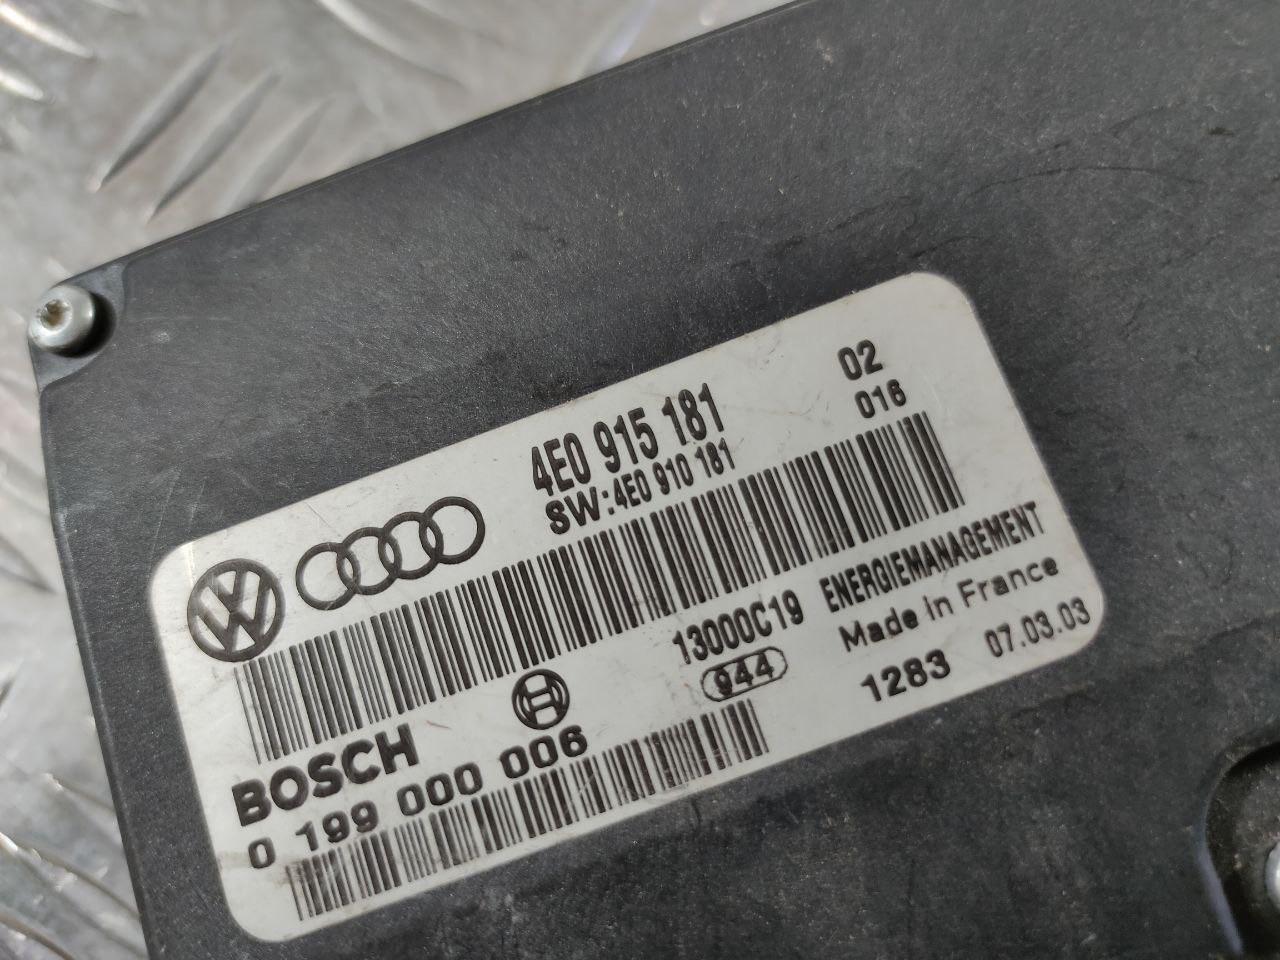 4E0 915 181 02
SW:4E0 910 181 016
13000C19 ENERGIEMANAGEMENT
944 Made in France
1283 07.03.03
BOSCH
0 199 000 006